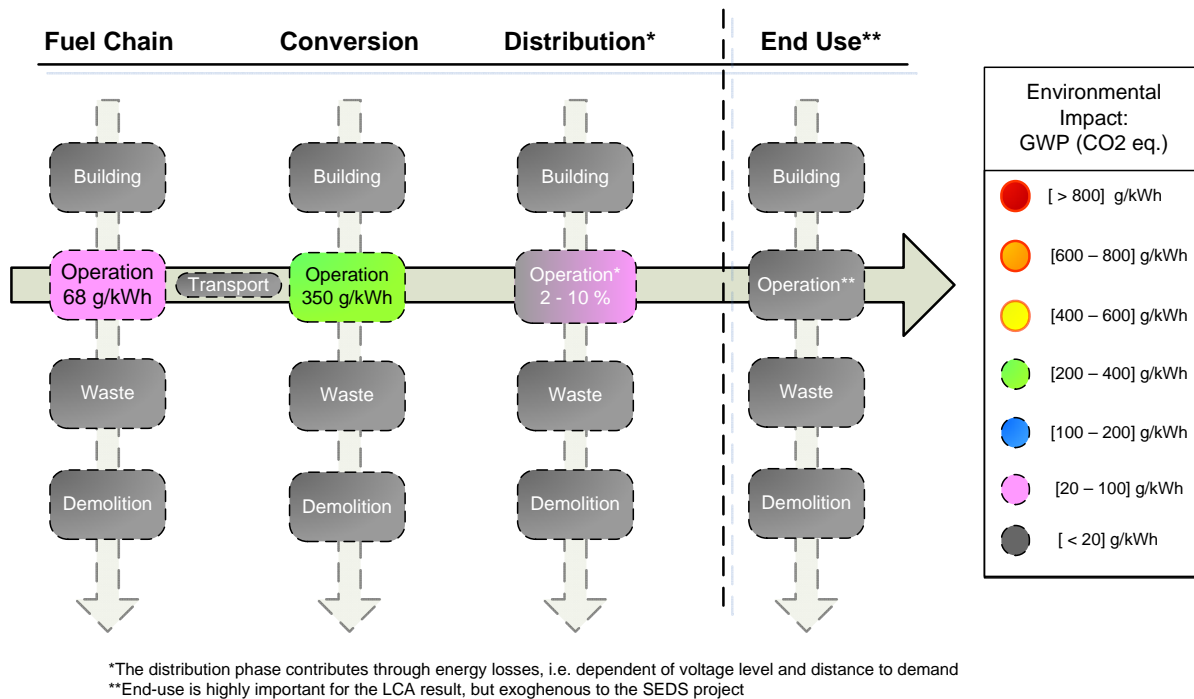 Fuel Chain
Conversion
Distribution*
End Use**
Building
Building
Building
Building
Operation
68 g/kWh
Transport
Operation
350 g/kWh
Operation*
2 - 10 %
Operation**
Waste
Waste
Waste
Waste
Demolition
Demolition
Demolition
Demolition
Environmental
Impact:
GWP (CO2 eq.)
[ > 800] g/kWh
[600 – 800] g/kWh
[400 – 600] g/kWh
[200 – 400] g/kWh
[100 – 200] g/kWh
[20 – 100] g/kWh
[ < 20] g/kWh
*The distribution phase contributes through energy losses, i.e. dependent of voltage level and distance to demand
**End-use is highly important for the LCA result, but exoghenous to the SEDS project